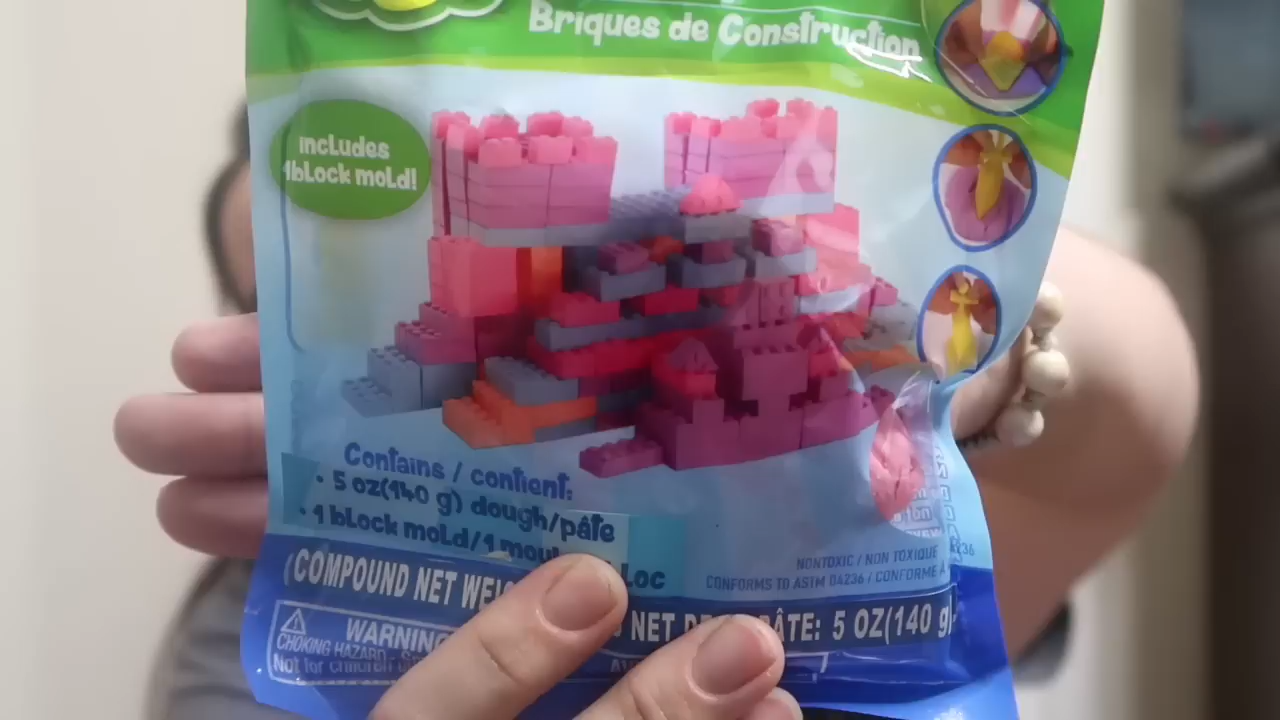 Briques de Construction
includes
1 block mold!
Contains / contient:
• 5 oz(140 g) dough/pâte
• 1 block mold/1
NONTOXIC / NON TOXIQUE
CONFORMS TO ASTM D4236 / CONFORME
(COMPOUND NET
NET PÂTE: 5 OZ(140 g)
WARNING
CHOKING HAZARD
Not for children